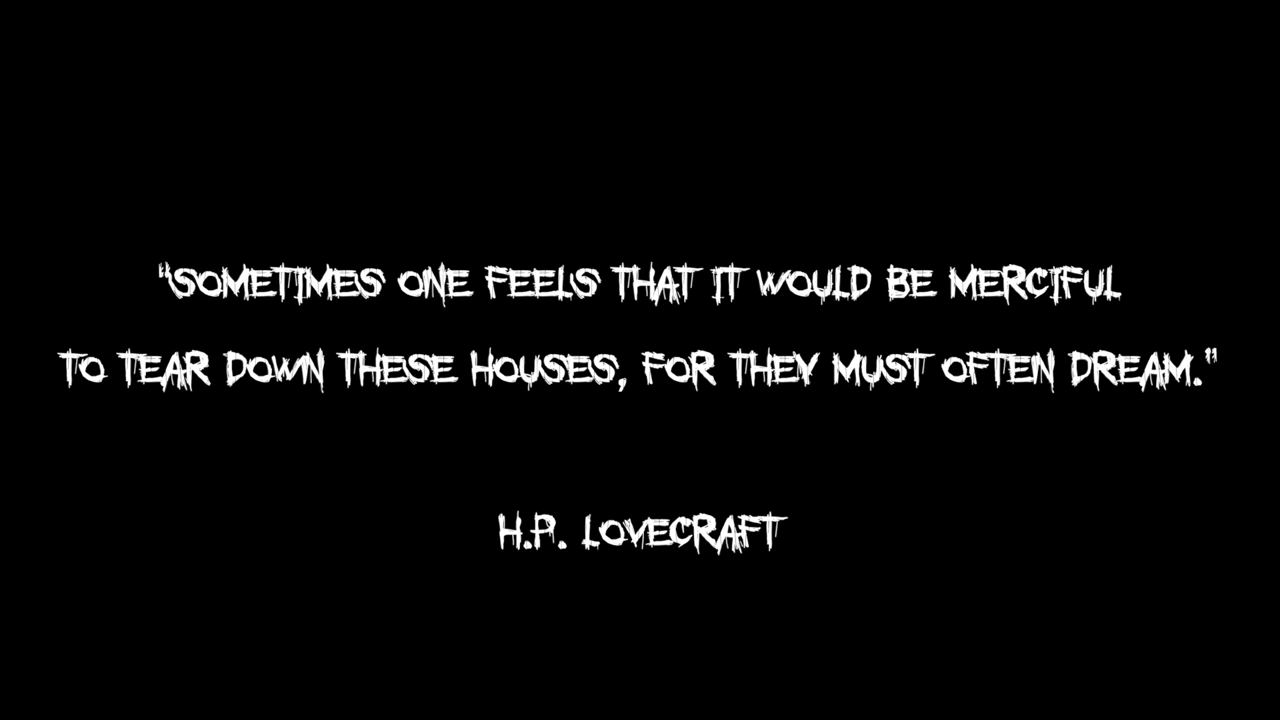 "SOMETIMES ONE FEELS THAT IT WOULD BE MERCIFUL
TO TEAR DOWN THESE HOUSES, FOR THEY MUST OFTEN DREAM."
H.P. LOVECRAFT